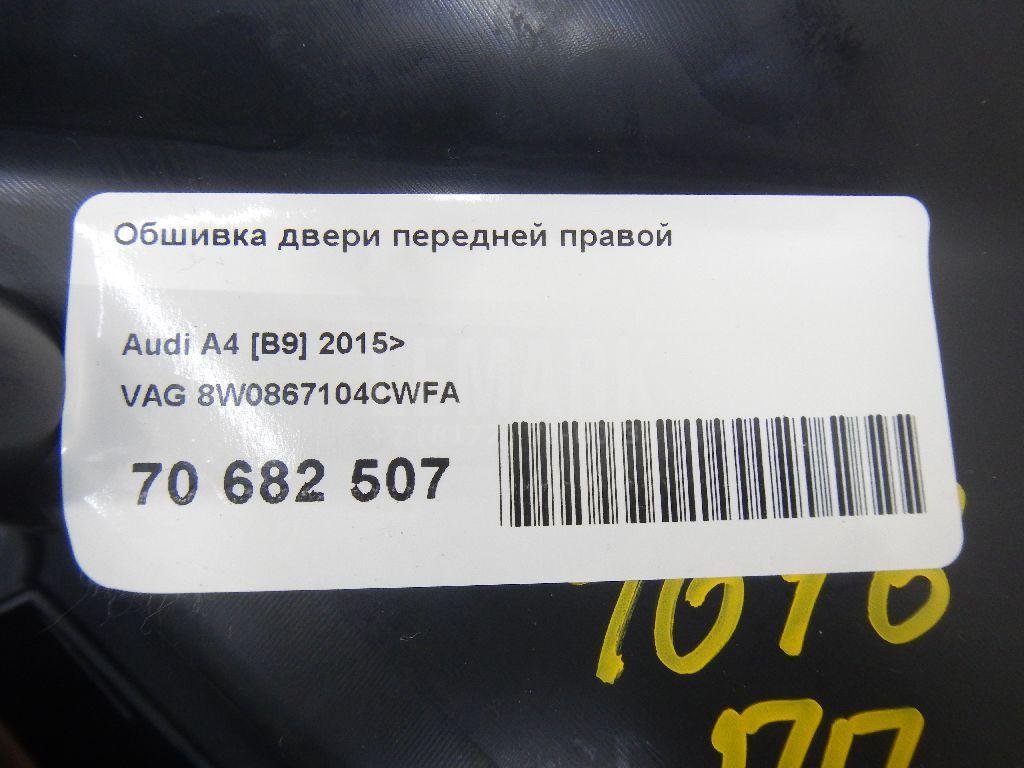 Обшивка двери передней правой
Audi A4 [B9] 2015>
VAG 8W0867104CWFA
70 682 507